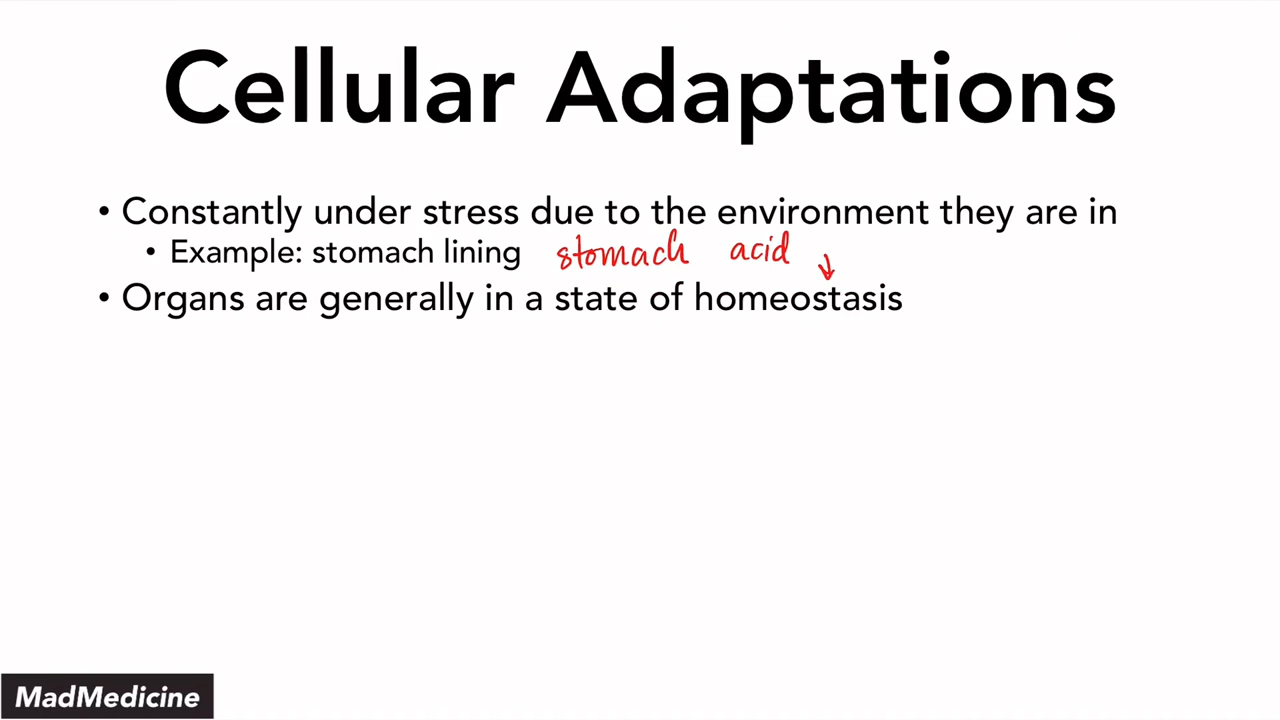 Cellular Adaptations
• Constantly under stress due to the environment they are in
• Example: stomach lining stomach acid ↓
• Organs are generally in a state of homeostasis
MadMedicine